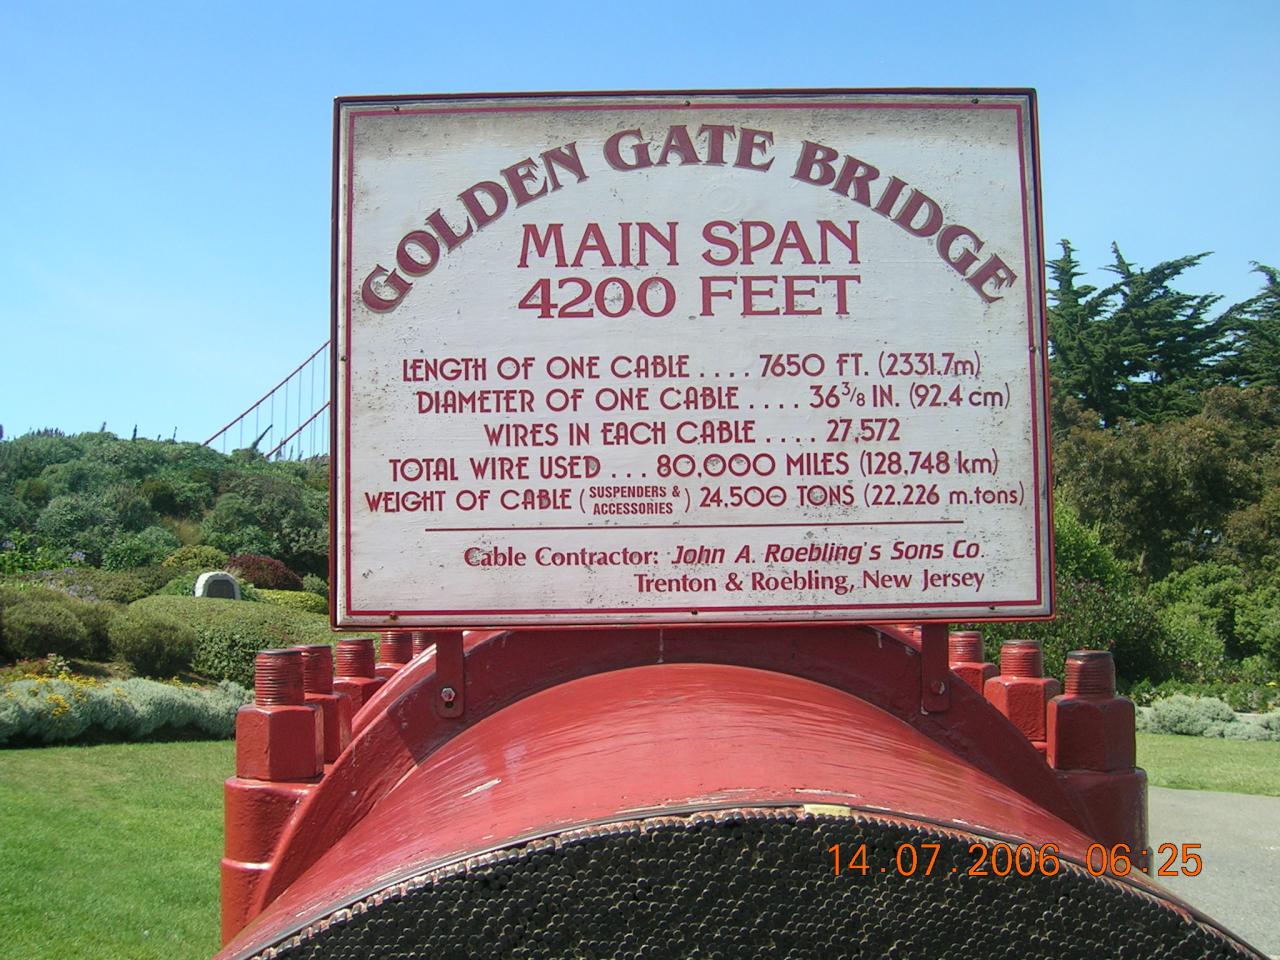 GOLDEN GATE BRIDGE
MAIN SPAN
4200 FEET
LENGTH OF ONE CABLE .... 7650 FT. (2331.7m)
DIAMETER OF ONE CABLE .... 36 3/8 IN. (92.4 cm)
WIRES IN EACH CABLE .... 27,572
TOTAL WIRE USED ... 80,000 MILES (128,748 km)
WEIGHT OF CABLE (SUSPENDERS & ACCESSORIES) 24,500 TONS (22,226 m.tons)
Cable Contractor: John A. Roebling's Sons Co.
Trenton & Roebling, New Jersey
14.07.2006 06:25